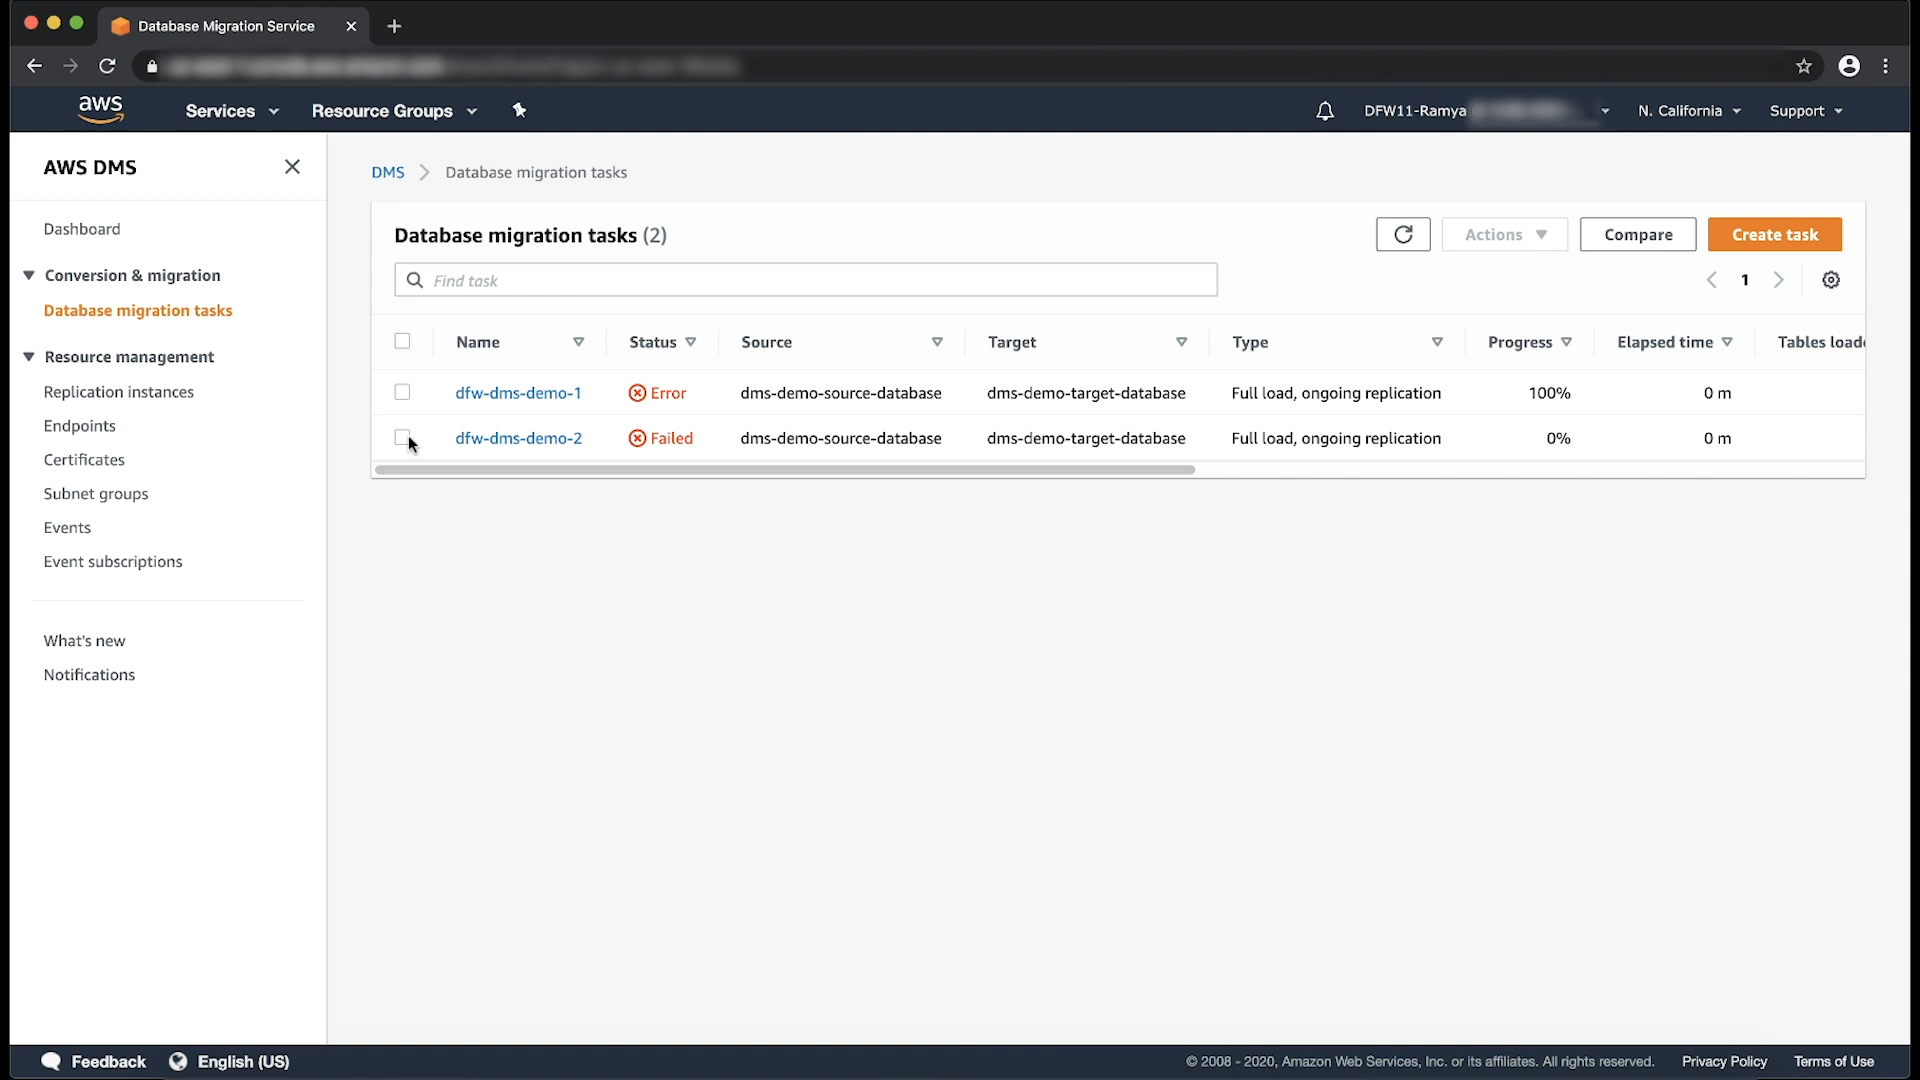 Database Migration Service
aws
Services
Resource Groups
DFW11-Ramya
N. California
Support
AWS DMS
Dashboard
Conversion & migration
Database migration tasks
Resource management
Replication instances
Endpoints
Certificates
Subnet groups
Events
Event subscriptions
What's new
Notifications
DMS > Database migration tasks
Database migration tasks (2)
Actions
Compare
Create task
Find task
1
Name Status Source Target Type Progress Elapsed time Tables load
dfw-dms-demo-1 Error dms-demo-source-database dms-demo-target-database Full load, ongoing replication 100% 0 m
dfw-dms-demo-2 Failed dms-demo-source-database dms-demo-target-database Full load, ongoing replication 0% 0 m
Feedback
English (US)
© 2008 - 2020, Amazon Web Services, Inc. or its affiliates. All rights reserved.
Privacy Policy
Terms of Use